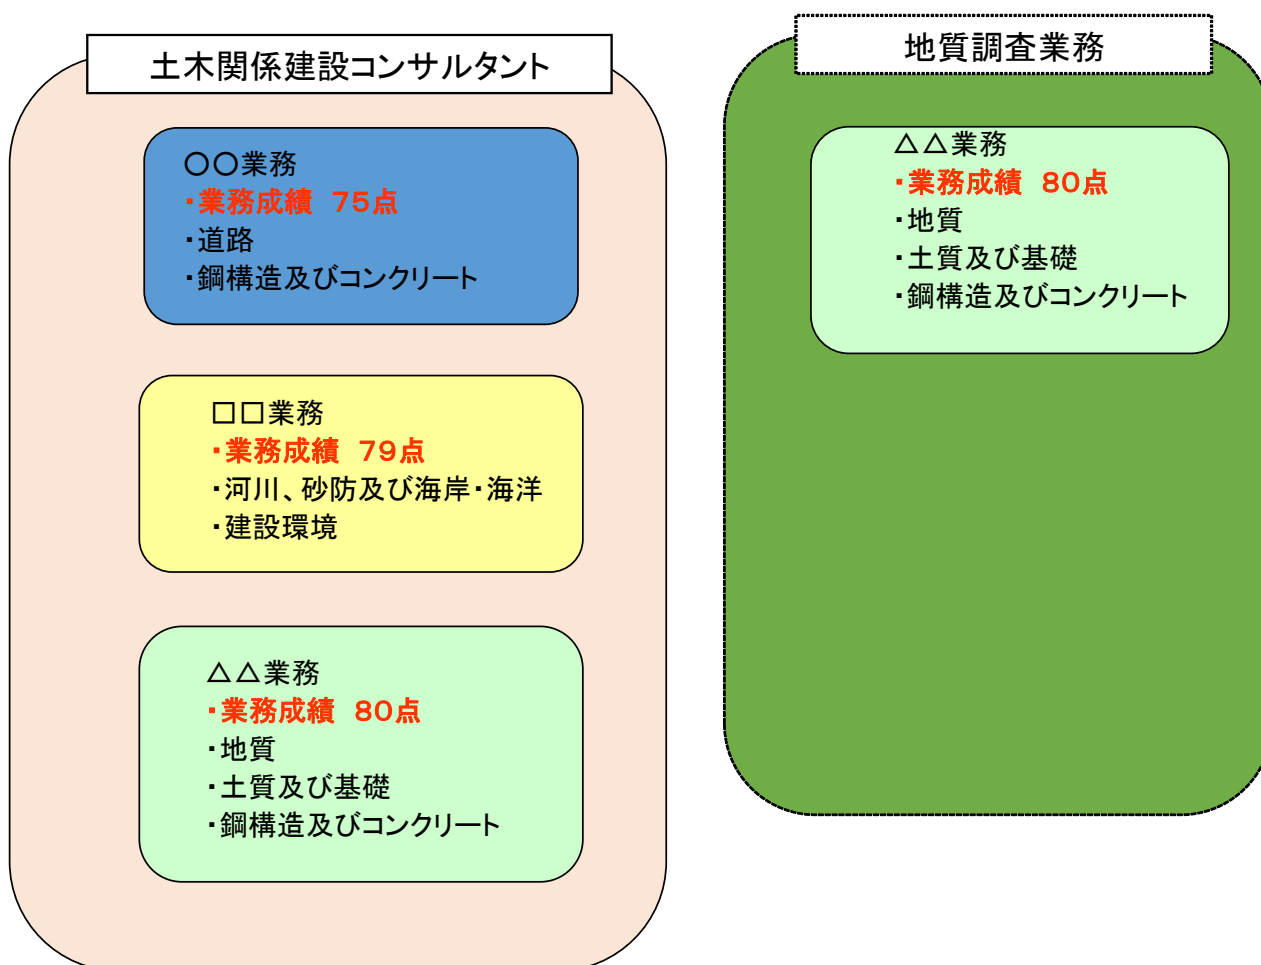 土木関係建設コンサルタント
〇〇業務
・業務成績　75点
・道路
・鋼構造及びコンクリート
□□業務
・業務成績　79点
・河川、砂防及び海岸・海洋
・建設環境
△△業務
・業務成績　80点
・地質
・土質及び基礎
・鋼構造及びコンクリート
地質調査業務
△△業務
・業務成績　80点
・地質
・土質及び基礎
・鋼構造及びコンクリート